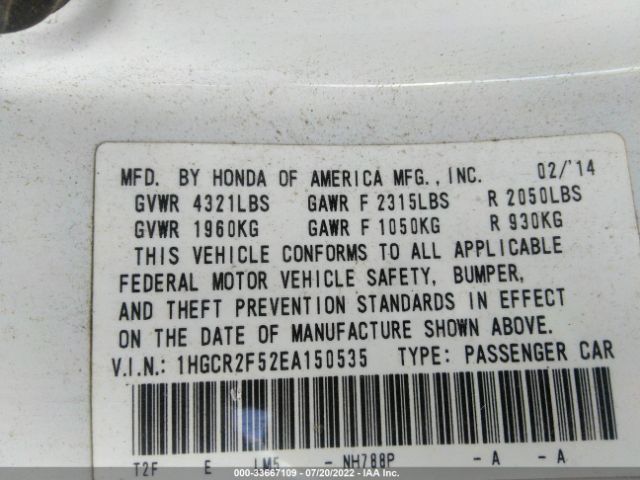 MFD. BY HONDA OF AMERICA MFG., INC. 02/'14
GVWR 4321LBS GAWR F 2315LBS R 2050LBS
GVWR 1960KG GAWR F 1050KG R 930KG
THIS VEHICLE CONFORMS TO ALL APPLICABLE
FEDERAL MOTOR VEHICLE SAFETY, BUMPER,
AND THEFT PREVENTION STANDARDS IN EFFECT
ON THE DATE OF MANUFACTURE SHOWN ABOVE.
V.I.N.: 1HGCR2F52EA150535 TYPE: PASSENGER CAR
T2F E LM5 - NH788P - A - A
000-33667109 - 07/20/2022 - IAA Inc.